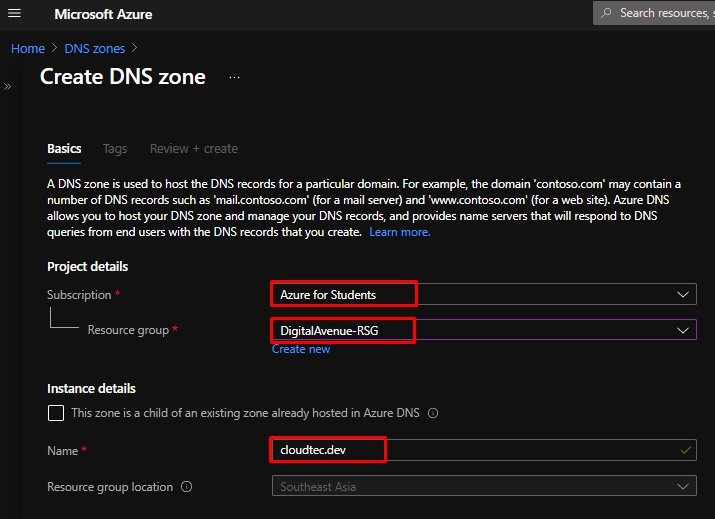 Microsoft Azure
Search resources, s
Home > DNS zones >
Create DNS zone ...
Basics Tags Review + create
A DNS zone is used to host the DNS records for a particular domain. For example, the domain 'contoso.com' may contain a
number of DNS records such as 'mail.contoso.com' (for a mail server) and 'www.contoso.com' (for a web site). Azure DNS
allows you to host your DNS zone and manage your DNS records, and provides name servers that will respond to DNS
queries from end users with the DNS records that you create. Learn more.
Project details
Subscription * Azure for Students
Resource group * DigitalAvenue-RSG
Create new
Instance details
This zone is a child of an existing zone already hosted in Azure DNS
Name * cloudtec.dev
Resource group location Southeast Asia